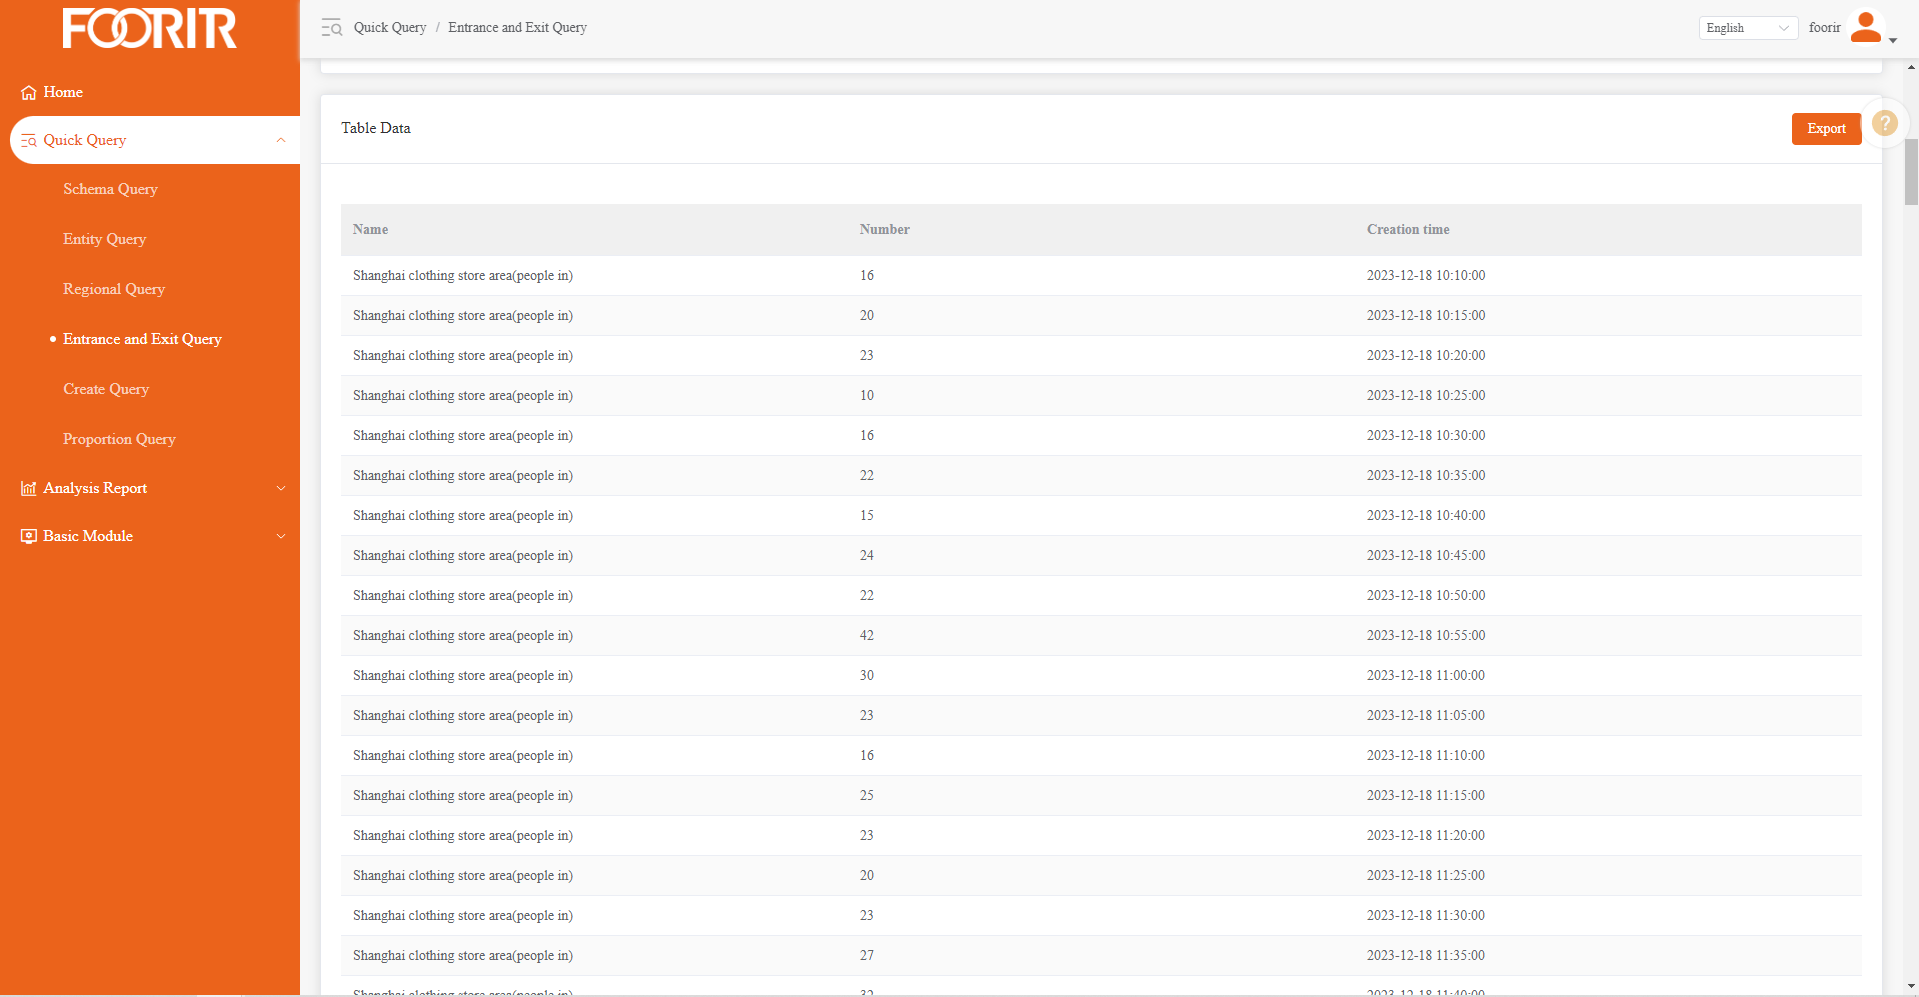 FOORIR
Quick Query / Entrance and Exit Query
English
foorir
Home
Quick Query
Schema Query
Entity Query
Regional Query
Entrance and Exit Query
Create Query
Proportion Query
Analysis Report
Basic Module
Table Data
Export
?
Name Number Creation time
Shanghai clothing store area(people in) 16 2023-12-18 10:10:00
Shanghai clothing store area(people in) 20 2023-12-18 10:15:00
Shanghai clothing store area(people in) 23 2023-12-18 10:20:00
Shanghai clothing store area(people in) 10 2023-12-18 10:25:00
Shanghai clothing store area(people in) 16 2023-12-18 10:30:00
Shanghai clothing store area(people in) 22 2023-12-18 10:35:00
Shanghai clothing store area(people in) 15 2023-12-18 10:40:00
Shanghai clothing store area(people in) 24 2023-12-18 10:45:00
Shanghai clothing store area(people in) 22 2023-12-18 10:50:00
Shanghai clothing store area(people in) 42 2023-12-18 10:55:00
Shanghai clothing store area(people in) 30 2023-12-18 11:00:00
Shanghai clothing store area(people in) 23 2023-12-18 11:05:00
Shanghai clothing store area(people in) 16 2023-12-18 11:10:00
Shanghai clothing store area(people in) 25 2023-12-18 11:15:00
Shanghai clothing store area(people in) 23 2023-12-18 11:20:00
Shanghai clothing store area(people in) 20 2023-12-18 11:25:00
Shanghai clothing store area(people in) 23 2023-12-18 11:30:00
Shanghai clothing store area(people in) 27 2023-12-18 11:35:00
Shanghai clothing store area(people in) 32 2023-12-18 11:40:00